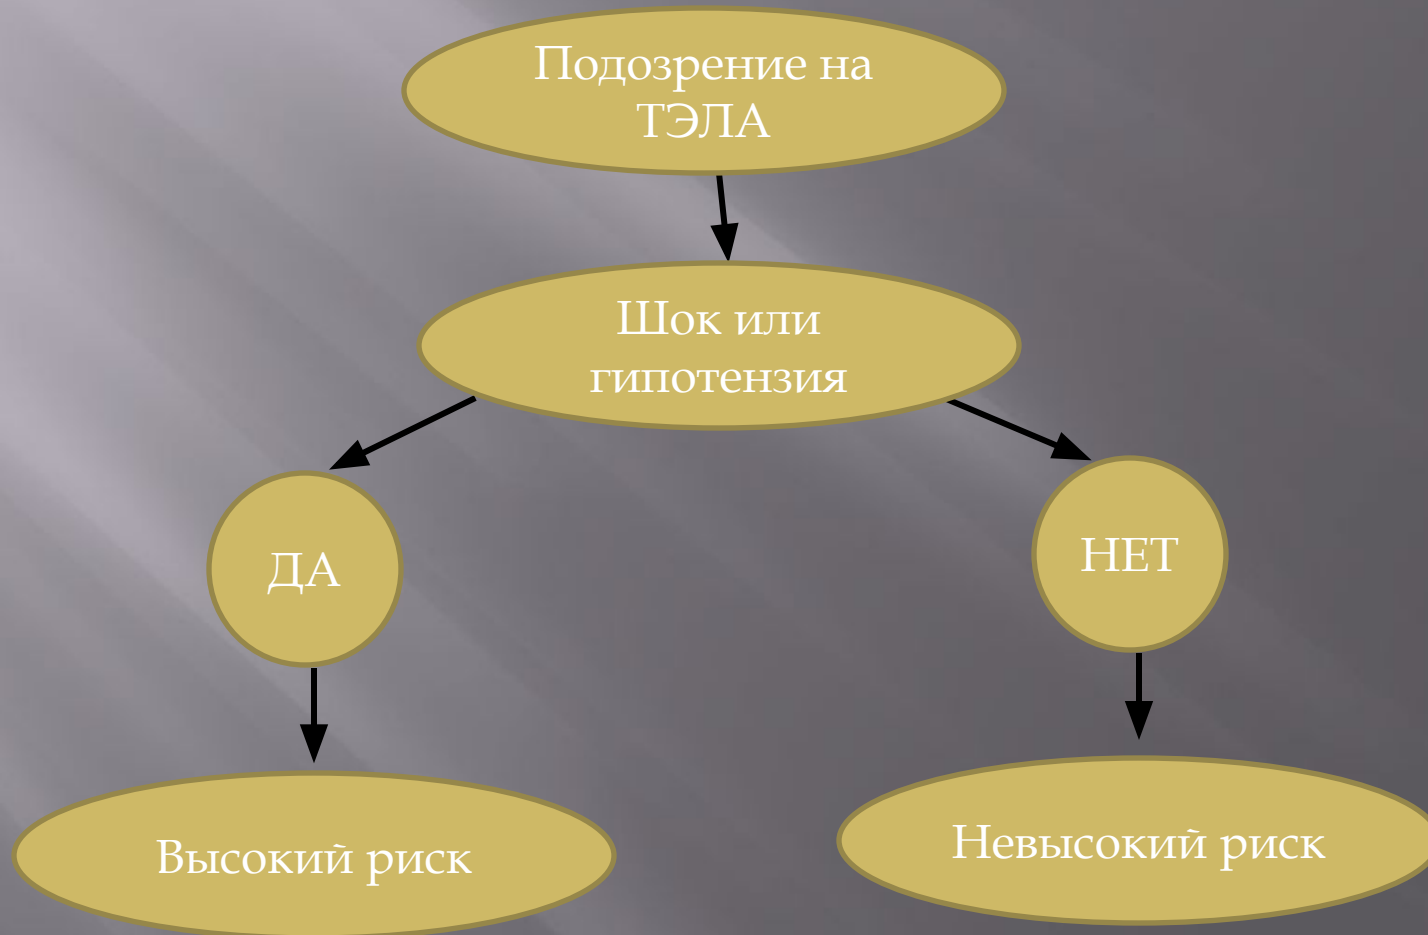 Подозрение на
ТЭЛА
Шок или
гипотензия
ДА
НЕТ
Высокий риск
Невысокий риск